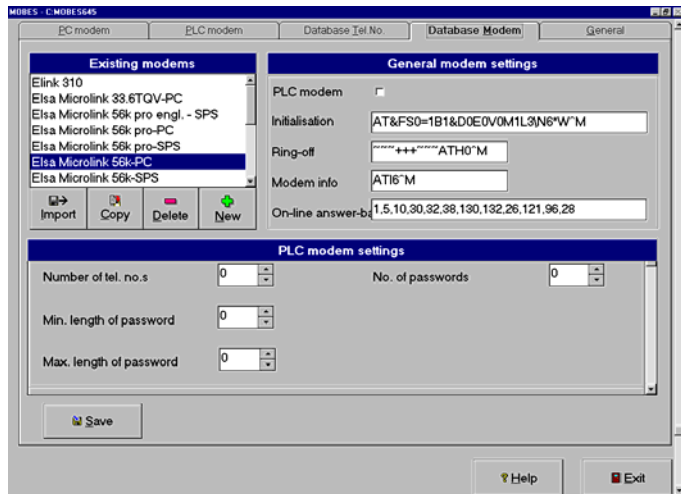 MOBES - C:MOBES645
PC modem
PLC modem
Database Tel.No.
Database Modem
General
Existing modems
Elink 310
Elsa Microlink 33.6TQV-PC
Elsa Microlink 56k pro engl. - SPS
Elsa Microlink 56k pro-PC
Elsa Microlink 56k pro-SPS
Elsa Microlink 56k-PC
Elsa Microlink 56k-SPS
Import
Copy
Delete
New
General modem settings
PLC modem
Initialisation
AT&FS0=1B1&D0E0V0M1L3\N6*W^M
Ring-off
~~~+++~~~ATH0^M
Modem info
ATI6^M
On-line answer-ba
1,5,10,30,32,38,130,132,26,121,96,28
PLC modem settings
Number of tel. no.s
0
No. of passwords
0
Min. length of password
0
Max. length of password
0
Save
? Help
Exit